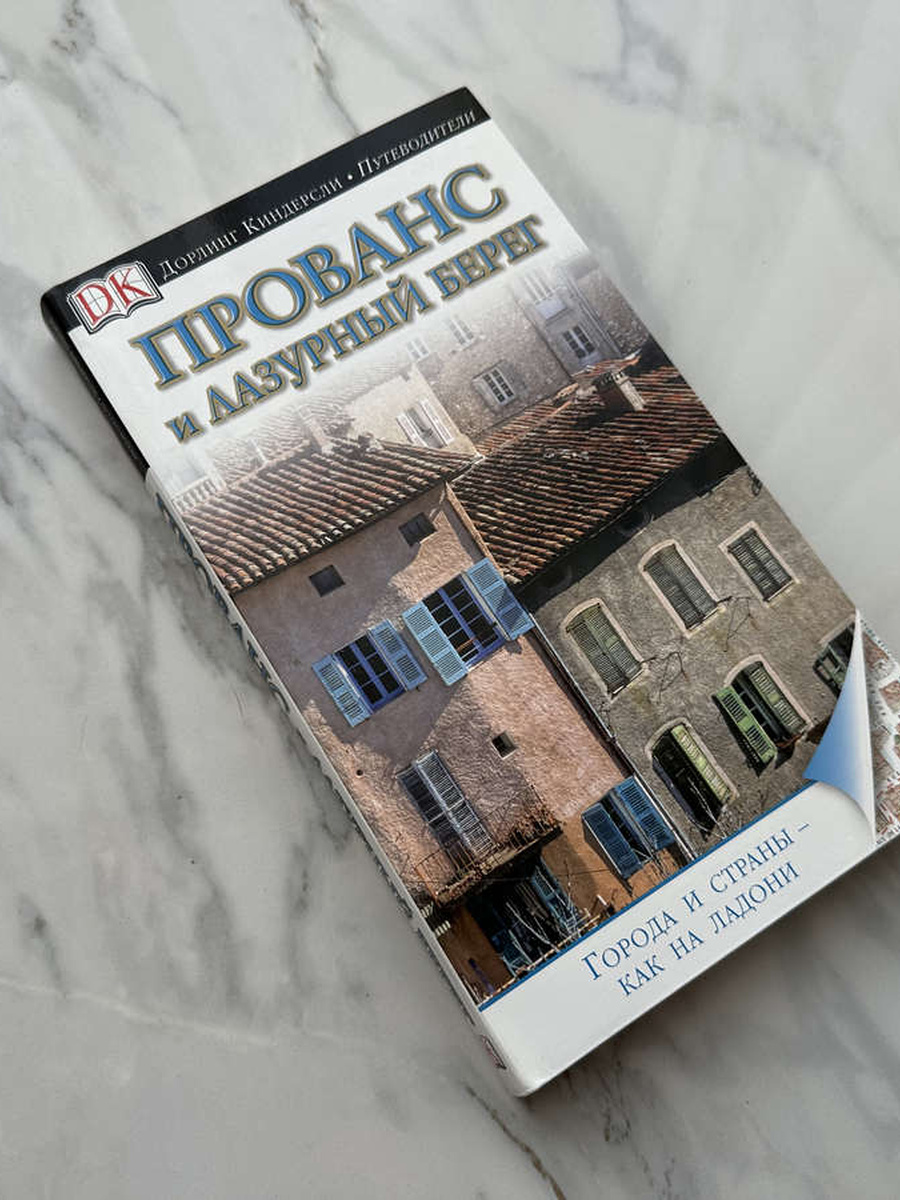 Дорлинг Киндерсли • Путеводители
DK
ПРОВАНС
и ЛАЗУРНЫЙ БЕРЕГ
Города и страны –
как на ладони